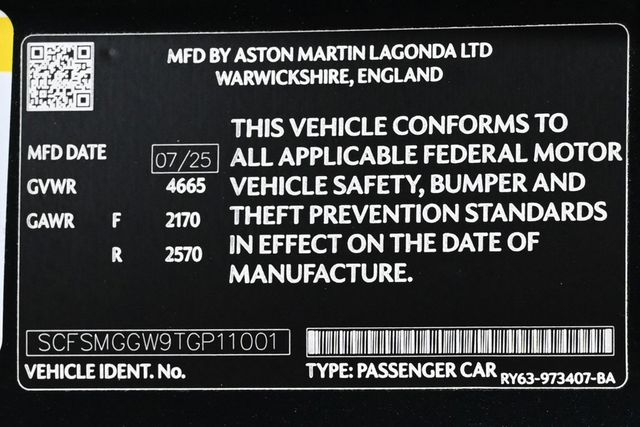 MFD BY ASTON MARTIN LAGONDA LTD
WARWICKSHIRE, ENGLAND
MFD DATE 07/25
GVWR 4665
GAWR F 2170
R 2570
THIS VEHICLE CONFORMS TO
ALL APPLICABLE FEDERAL MOTOR
VEHICLE SAFETY, BUMPER AND
THEFT PREVENTION STANDARDS
IN EFFECT ON THE DATE OF
MANUFACTURE.
SCFSMGGW9TGP11001
VEHICLE IDENT. No.
TYPE: PASSENGER CAR
RY63-973407-BA